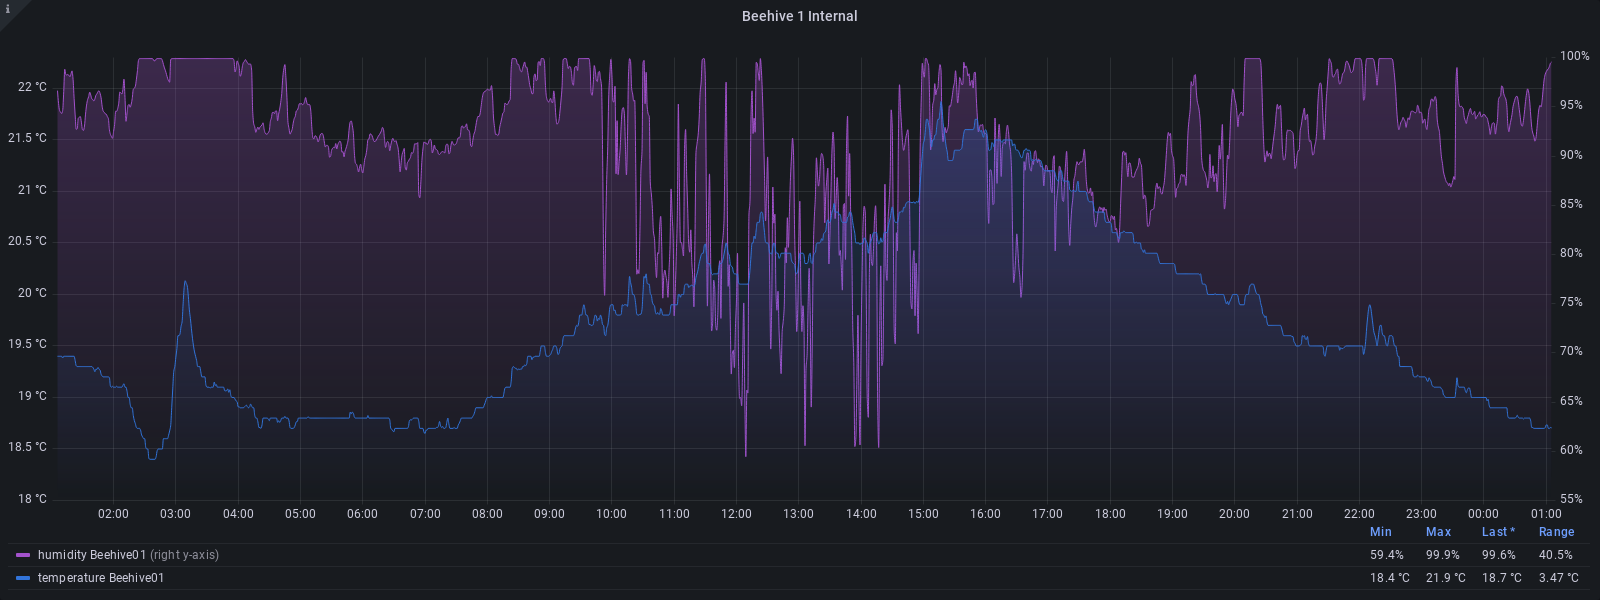 i
Beehive 1 Internal
22 °C
21.5 °C
21 °C
20.5 °C
20 °C
19.5 °C
19 °C
18.5 °C
18 °C
100%
95%
90%
85%
80%
75%
70%
65%
60%
55%
02:00 03:00 04:00 05:00 06:00 07:00 08:00 09:00 10:00 11:00 12:00 13:00 14:00 15:00 16:00 17:00 18:00 19:00 20:00 21:00 22:00 23:00 00:00 01:00
Min Max Last * Range
humidity Beehive01 (right y-axis) 59.4% 99.9% 99.6% 40.5%
temperature Beehive01 18.4 °C 21.9 °C 18.7 °C 3.47 °C